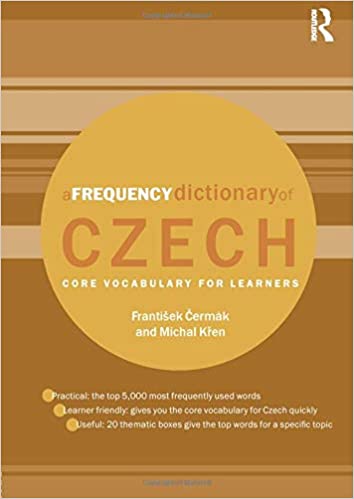 Routledge
R
a FREQUENCY dictionary of
CZECH
CORE VOCABULARY FOR LEARNERS
František Čermák
and Michal Křen
Practical: the top 5,000 most frequently used words
Learner friendly: gives you the core vocabulary for Czech quickly
Useful: 20 thematic boxes give the top words for a specific topic